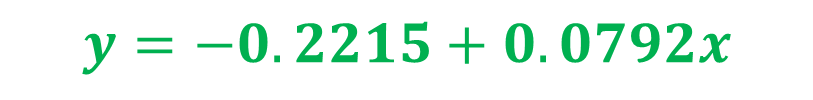 y = −0.2215 + 0.0792x